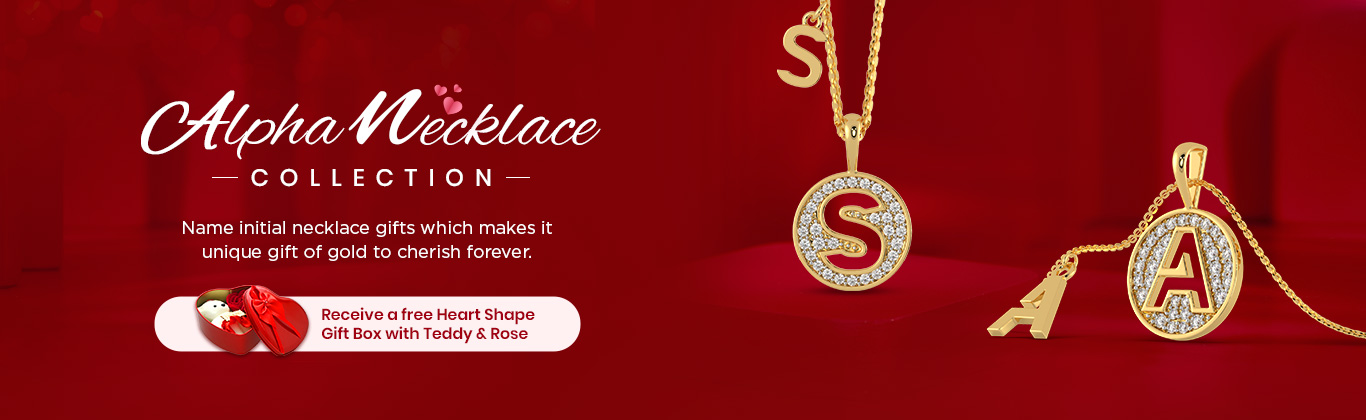 Alpha Necklace
COLLECTION
Name initial necklace gifts which makes it
unique gift of gold to cherish forever.
Receive a free Heart Shape
Gift Box with Teddy & Rose
S
S
A
A